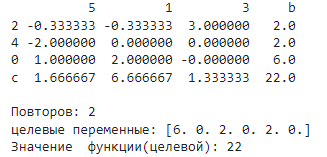 5 1 3 b
2 -0.333333 -0.333333 3.000000 2.0
4 -2.000000 0.000000 0.000000 2.0
0 1.000000 2.000000 -0.000000 6.0
c 1.666667 6.666667 1.333333 22.0
Повторов: 2
целевые переменные: [6. 0. 2. 0. 2. 0.]
Значение функции(целевой): 22